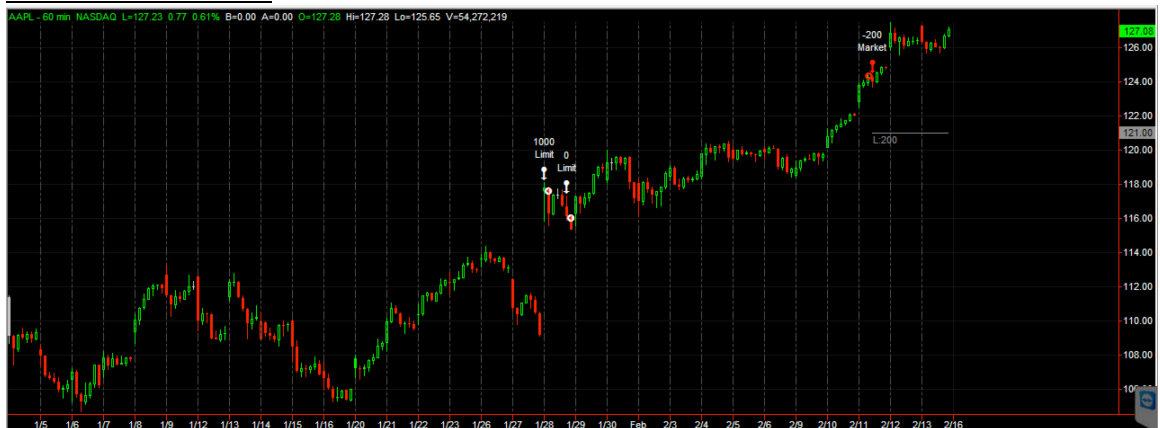 AAPL - 60 min NASDAQ L=127.23 0.77 0.61% B=0.00 A=0.00 O=127.28 Hi=127.28 Lo=125.65 V=54,272,219
127.08
126.00
124.00
122.00
121.00
120.00
118.00
116.00
114.00
112.00
110.00
108.00
-200
Market
L:200
1000
Limit
0
Limit
1/5 1/6 1/7 1/8 1/9 1/12 1/13 1/14 1/15 1/16 1/20 1/21 1/22 1/23 1/26 1/27 1/28 1/29 1/30 Feb 2/3 2/4 2/5 2/6 2/9 2/10 2/11 2/12 2/13 2/16